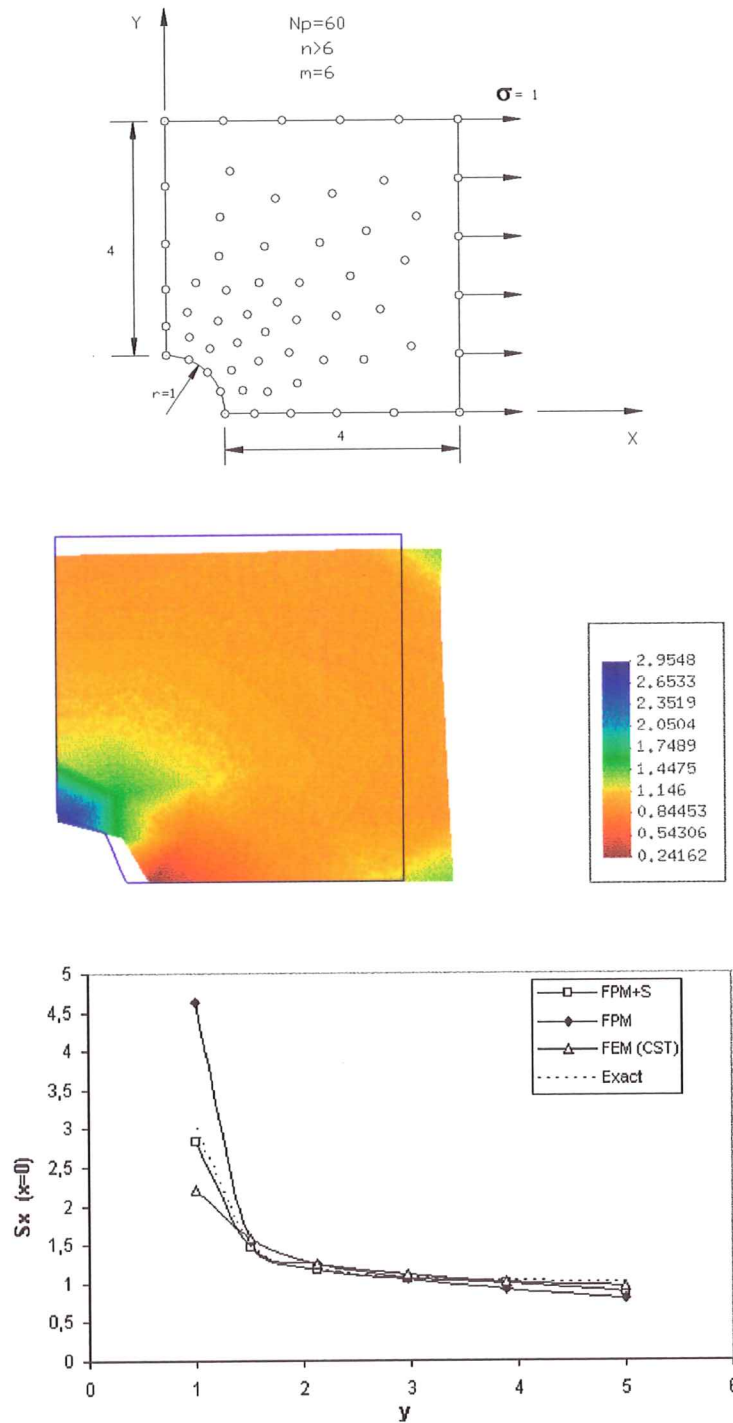 Y
Np=60
n>6
m=6
σ= 1
4
r=1
4
X
2.9548
2.6533
2.3519
2.0504
1.7489
1.4475
1.146
0.84453
0.54306
0.24162
5
4,5
4
3,5
3
2,5
2
1,5
1
0,5
0
Sx (x=0)
FPM+S
FPM
FEM (CST)
Exact
0 1 2 3 4 5 6
y